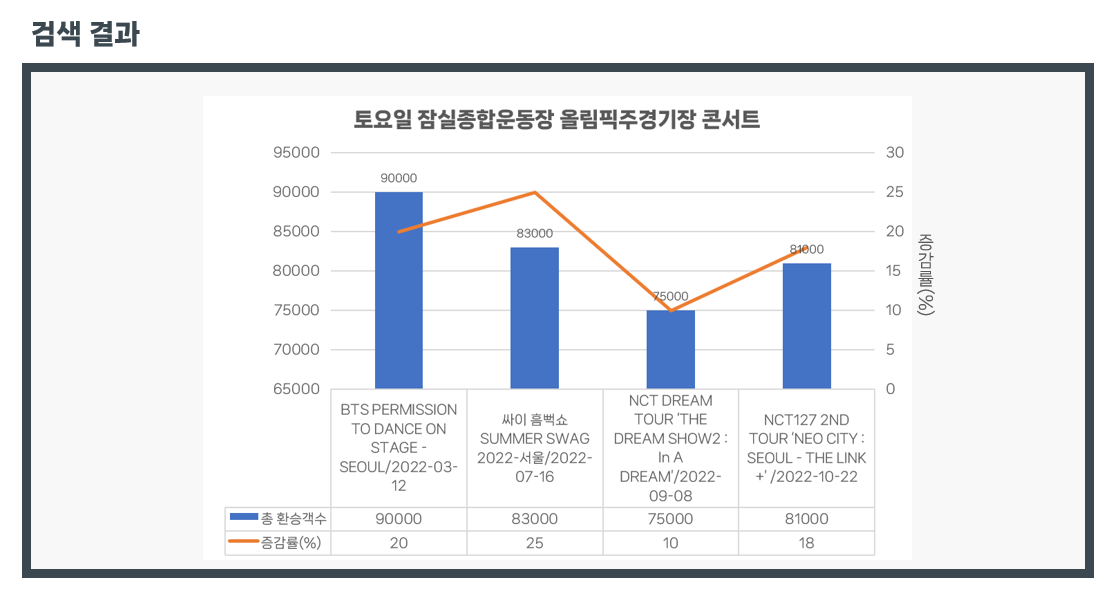 검색 결과
토요일 잠실종합운동장 올림픽주경기장 콘서트
95000
90000
85000
80000
75000
70000
65000
30
25
20
15
10
5
0
증감률(%)
90000
83000
75000
81000
BTS PERMISSION
TO DANCE ON
STAGE -
SEOUL/2022-03-
12
싸이 흠뻑쇼
SUMMER SWAG
2022-서울/2022-
07-16
NCT DREAM
TOUR 'THE
DREAM SHOW2 :
In A
DREAM'/2022-
09-08
NCT127 2ND
TOUR 'NEO CITY :
SEOUL - THE LINK
+' /2022-10-22
총 환승객수 90000 83000 75000 81000
증감률(%) 20 25 10 18